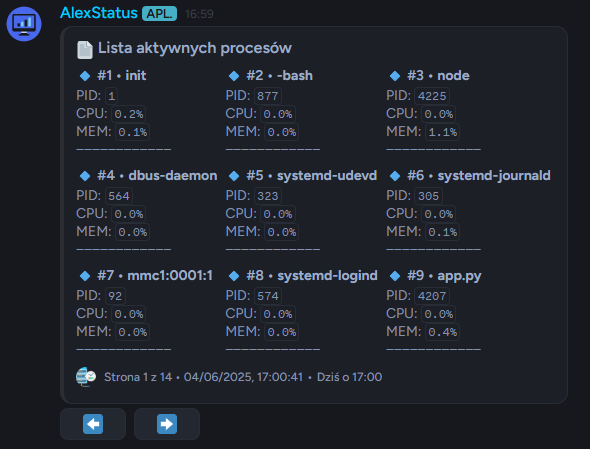 AlexStatus APL. 16:59
Lista aktywnych procesów
#1 • init
PID: 1
CPU: 0.2%
MEM: 0.1%
#2 • -bash
PID: 877
CPU: 0.0%
MEM: 0.0%
#3 • node
PID: 4225
CPU: 0.0%
MEM: 1.1%
#4 • dbus-daemon
PID: 564
CPU: 0.0%
MEM: 0.0%
#5 • systemd-udevd
PID: 323
CPU: 0.0%
MEM: 0.0%
#6 • systemd-journald
PID: 305
CPU: 0.0%
MEM: 0.1%
#7 • mmc1:0001:1
PID: 92
CPU: 0.0%
MEM: 0.0%
#8 • systemd-logind
PID: 574
CPU: 0.0%
MEM: 0.0%
#9 • app.py
PID: 4207
CPU: 0.0%
MEM: 0.4%
Strona 1 z 14 • 04/06/2025, 17:00:41 • Dziś o 17:00